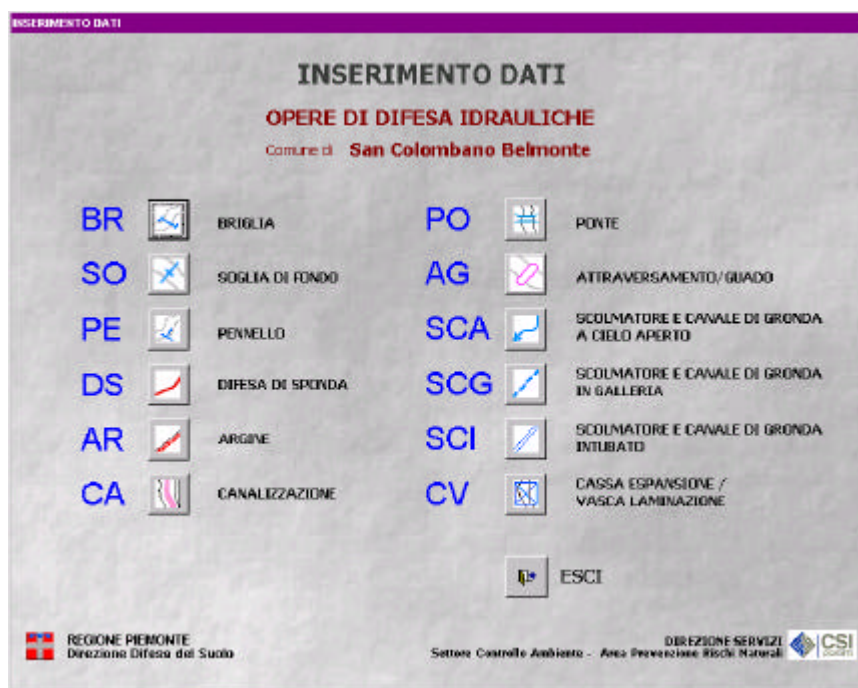 INSERIMENTO DATI
INSERIMENTO DATI
OPERE DI DIFESA IDRAULICHE
Comune di San Colombano Belmonte
BR BRIGLIA
SO SOGLIA DI FONDO
PE PENNELLO
DS DIFESA DI SPONDA
AR ARGINE
CA CANALIZZAZIONE
PO PONTE
AG ATTRAVERSAMENTO/GUADO
SCA SCOLMATORE E CANALE DI GRONDA
A CIELO APERTO
SCG SCOLMATORE E CANALE DI GRONDA
IN GALLERIA
SCI SCOLMATORE E CANALE DI GRONDA
INTUBATO
CV CASSA ESPANSIONE /
VASCA LAMINAZIONE
ESCI
REGIONE PIEMONTE
Direzione Difesa del Suolo
DIREZIONE SERVIZI
Settore Controllo Ambiente - Area Prevenzione Rischi Naturali
CSI